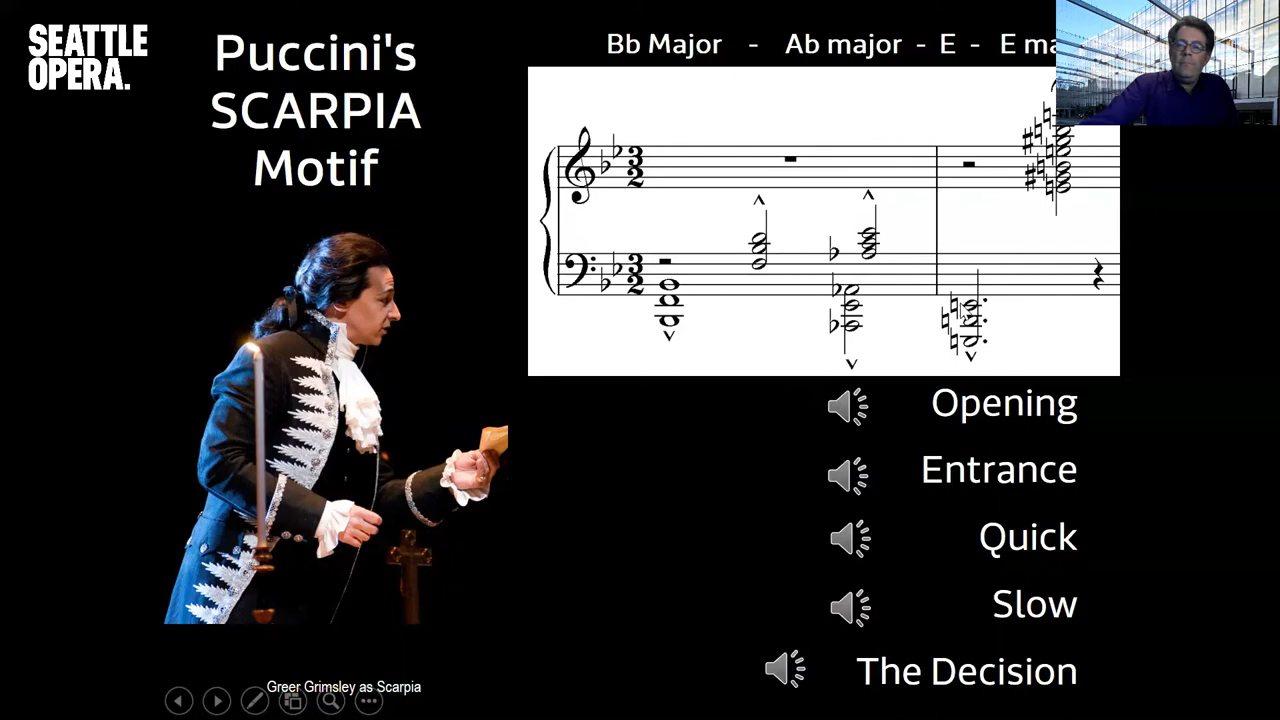 SEATTLE
OPERA.
Puccini's
SCARPIA
Motif
Bb Major - Ab major - E - E
Opening
Entrance
Quick
Slow
The Decision
Greer Grimsley as Scarpia